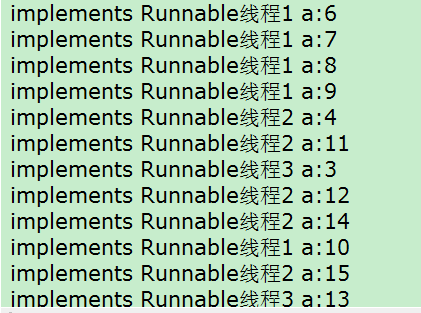 implements Runnable线程1 a:6
implements Runnable线程1 a:7
implements Runnable线程1 a:8
implements Runnable线程1 a:9
implements Runnable线程2 a:4
implements Runnable线程2 a:11
implements Runnable线程3 a:3
implements Runnable线程2 a:12
implements Runnable线程2 a:14
implements Runnable线程1 a:10
implements Runnable线程2 a:15
implements Runnable线程3 a:13